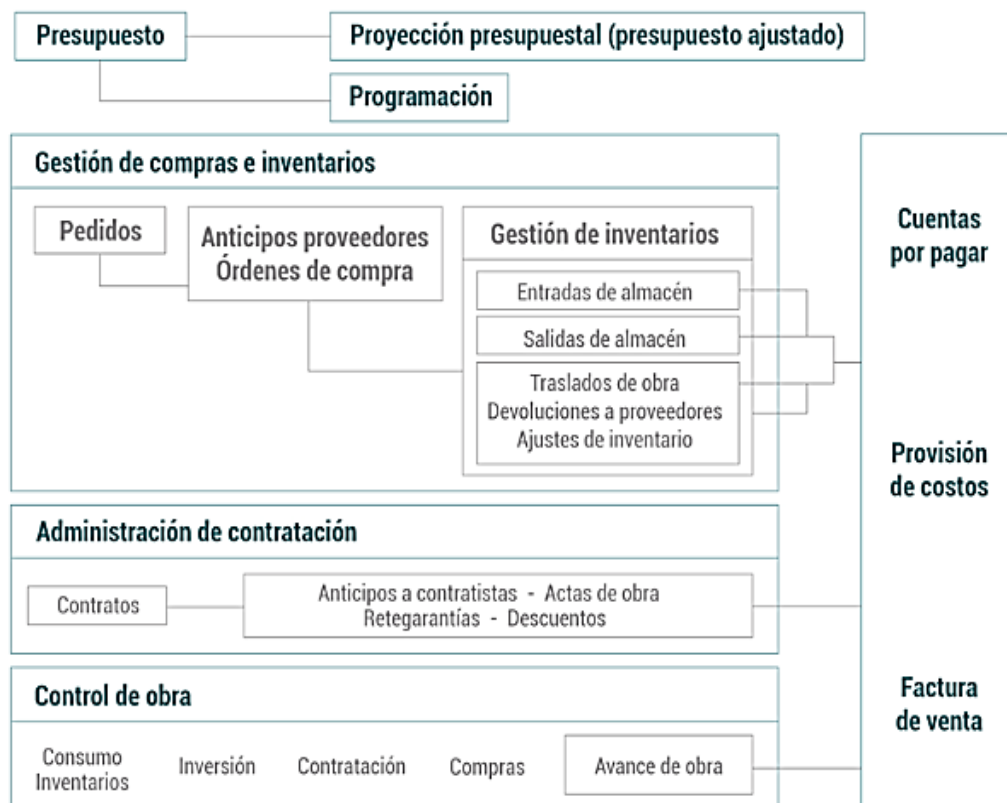 Presupuesto
Proyección presupuestal (presupuesto ajustado)
Programación
Gestión de compras e inventarios
Pedidos
Anticipos proveedores
Órdenes de compra
Gestión de inventarios
Entradas de almacén
Salidas de almacén
Traslados de obra
Devoluciones a proveedores
Ajustes de inventario
Administración de contratación
Contratos
Anticipos a contratistas - Actas de obra
Retegarantías - Descuentos
Control de obra
Consumo
Inventarios
Inversión
Contratación
Compras
Avance de obra
Cuentas
por pagar
Provisión
de costos
Factura
de venta